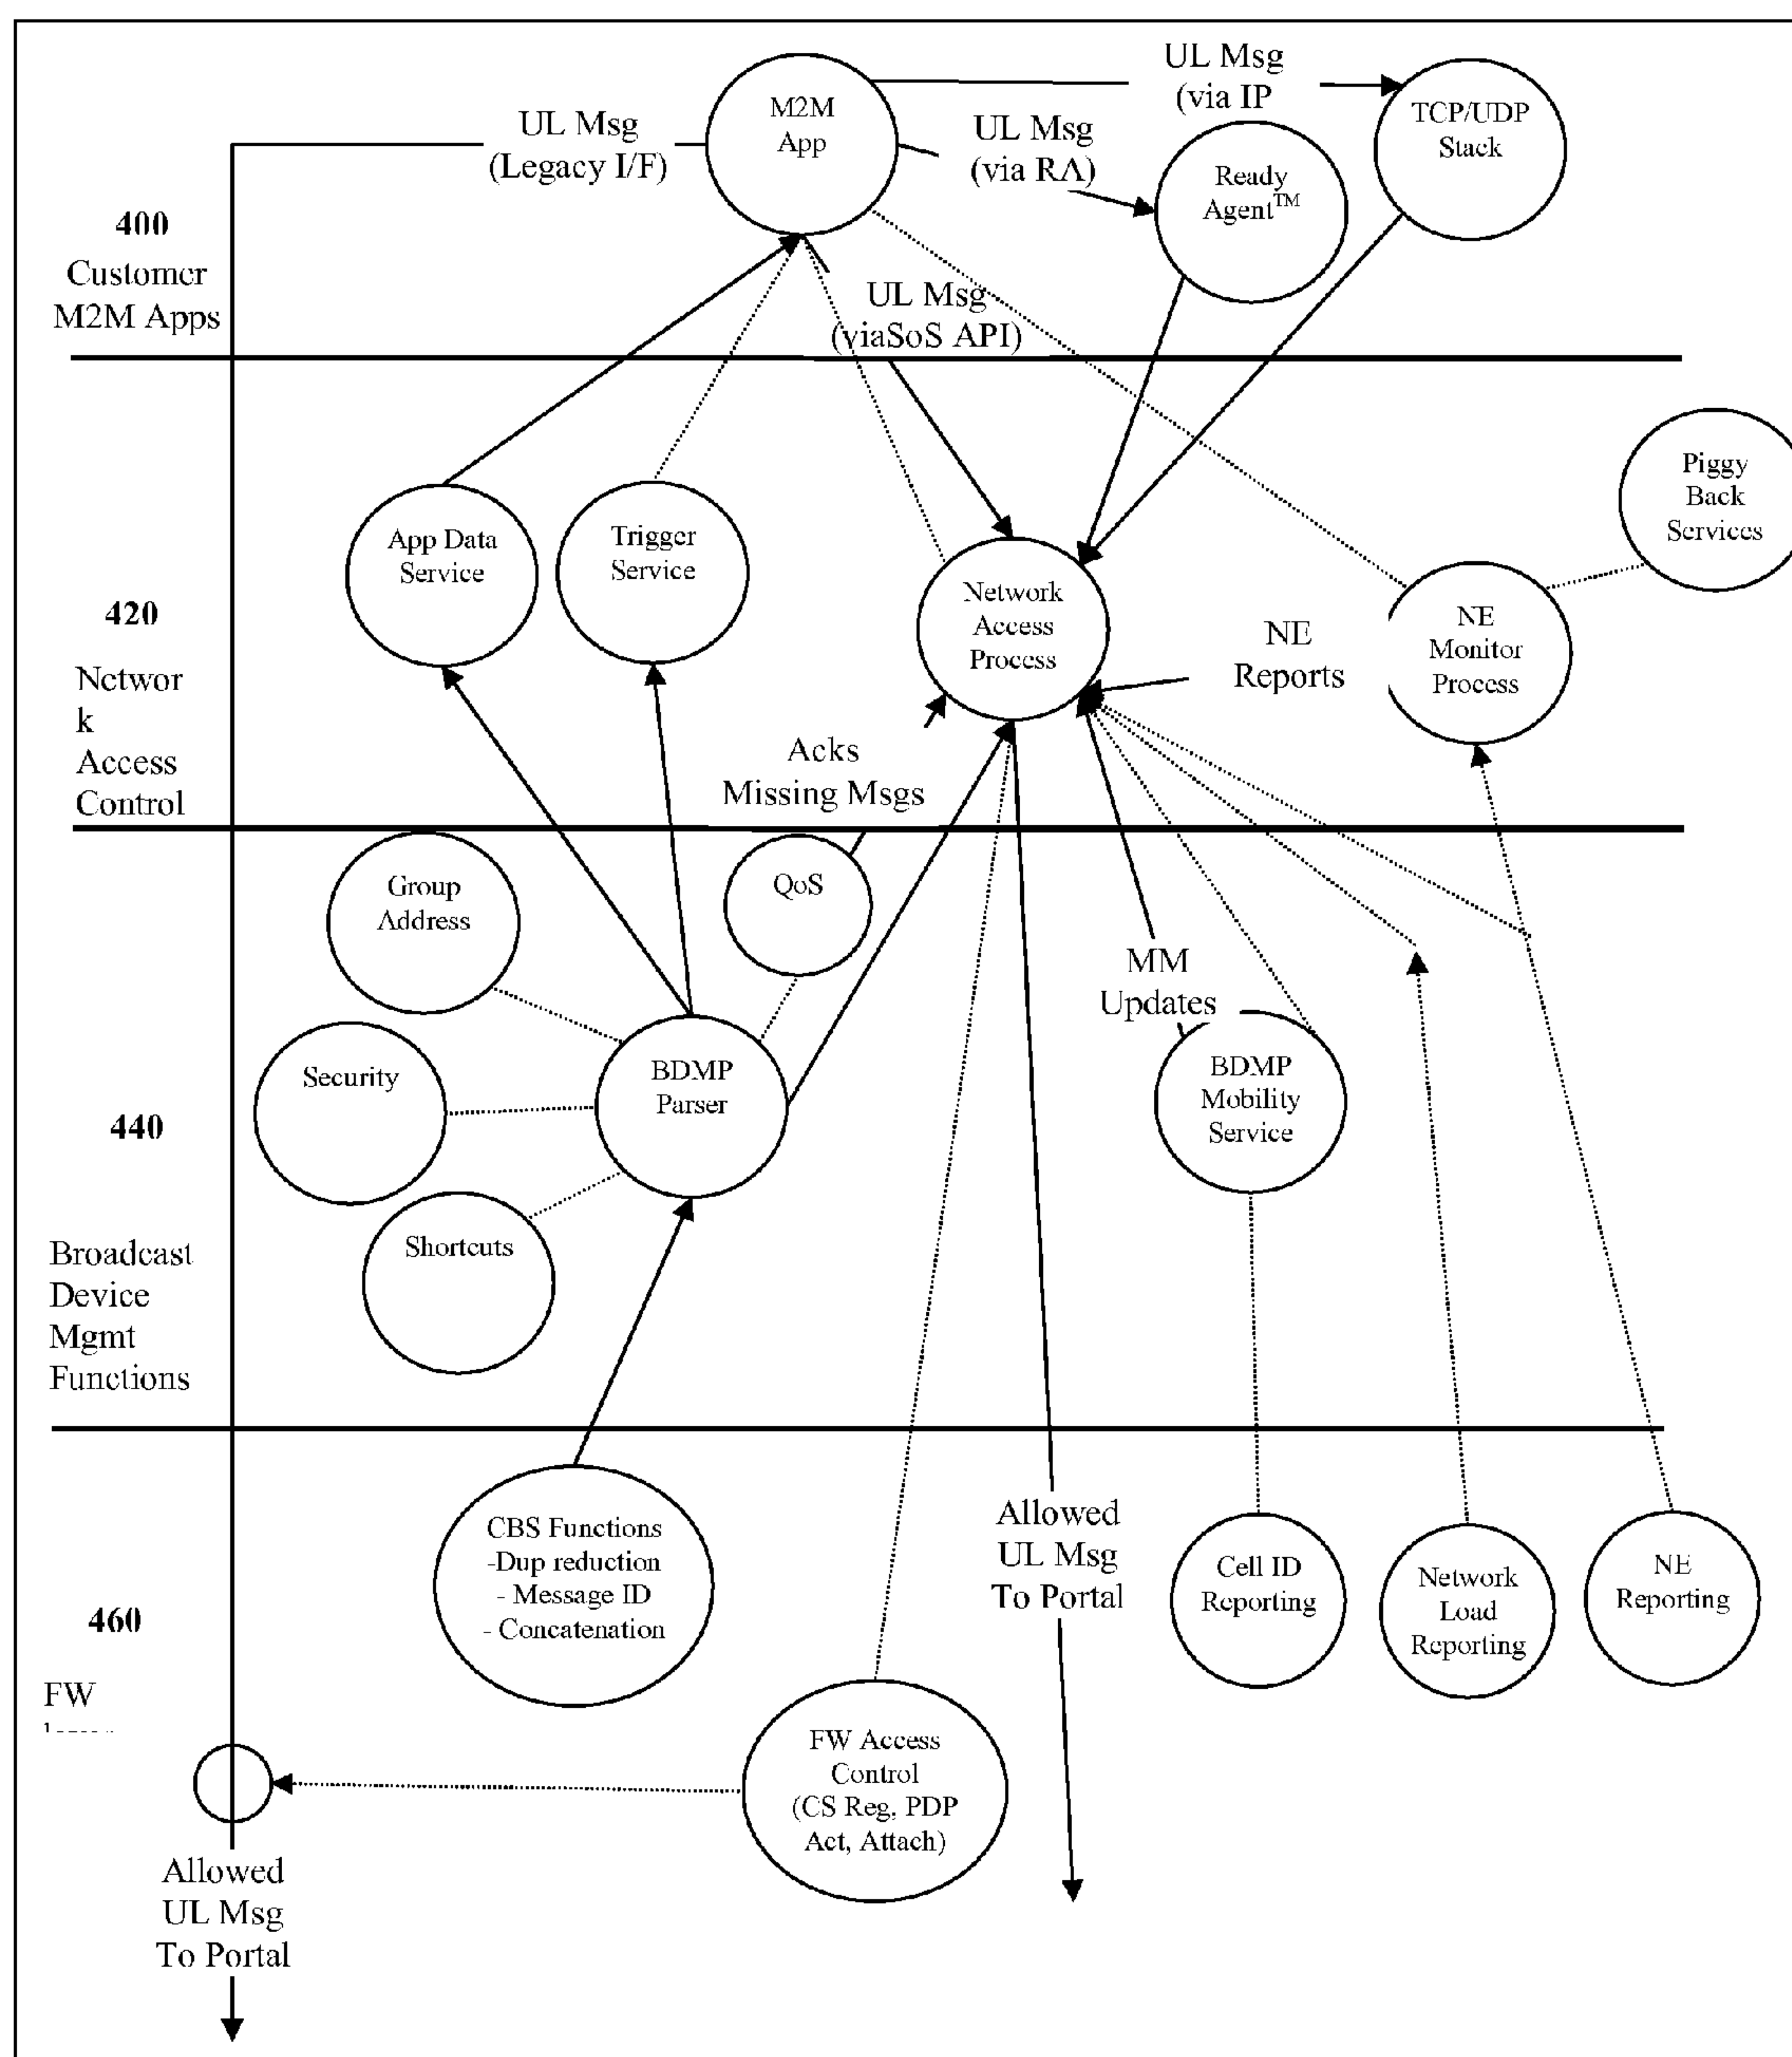 UL Msg
(via IP
M2M
App
TCP/UDP
Stack
UL Msg
(Legacy I/F)
UL Msg
(via RA)
Ready
Agent™
400
Customer
M2M Apps
UL Msg
(viaSoS API)
Piggy
Back
Services
App Data
Service
Trigger
Service
Network
Access
Process
NE
Monitor
Process
NE
Reports
420
Networ
k
Access
Control
Acks
Missing Msgs
Group
Address
QoS
MM
Updates
Security
BDMP
Parser
BDMP
Mobility
Service
440
Shortcuts
Broadcast
Device
Mgmt
Functions
CBS Functions
-Dup reduction
- Message ID
- Concatenation
Allowed
UL Msg
To Portal
Cell ID
Reporting
Network
Load
Reporting
NE
Reporting
460
FW
FW Access
Control
(CS Reg, PDP
Act, Attach)
Allowed
UL Msg
To Portal